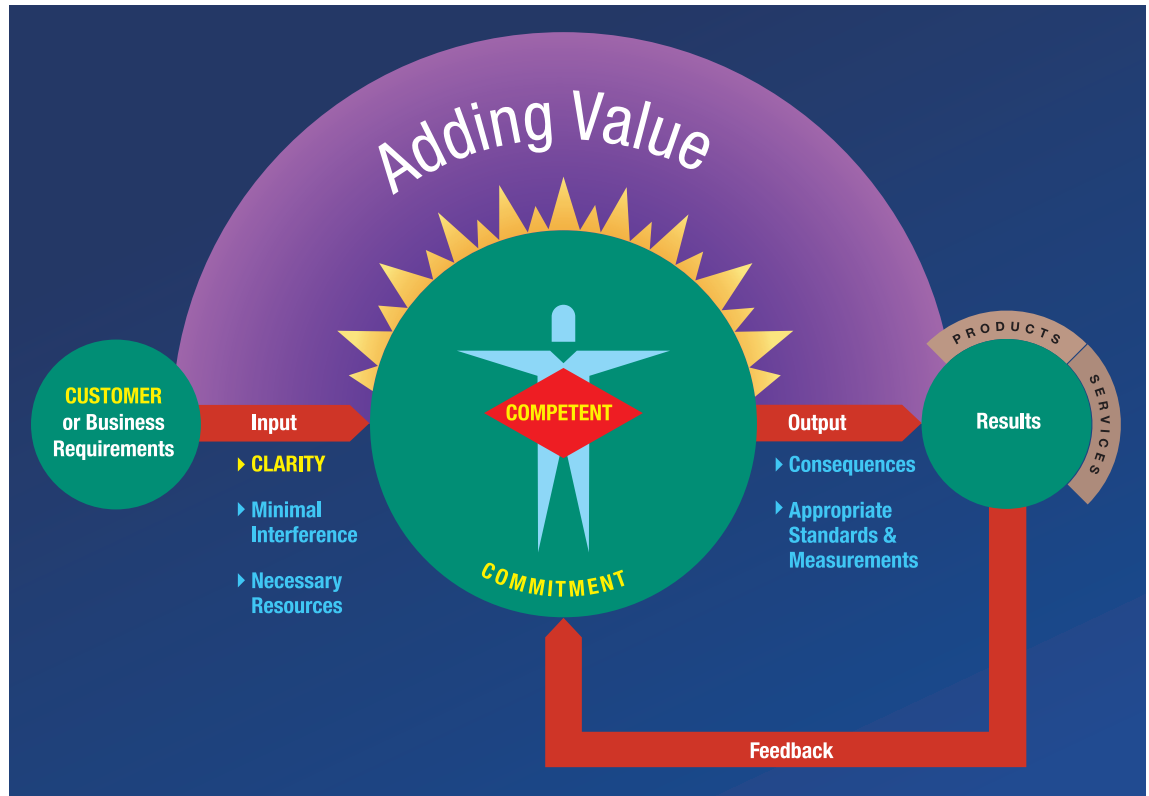 Adding Value
CUSTOMER
or Business
Requirements
Input
CLARITY
Minimal
Interference
Necessary
Resources
COMPETENT
COMMITMENT
Output
Consequences
Appropriate
Standards &
Measurements
PRODUCTS
SERVICES
Results
Feedback